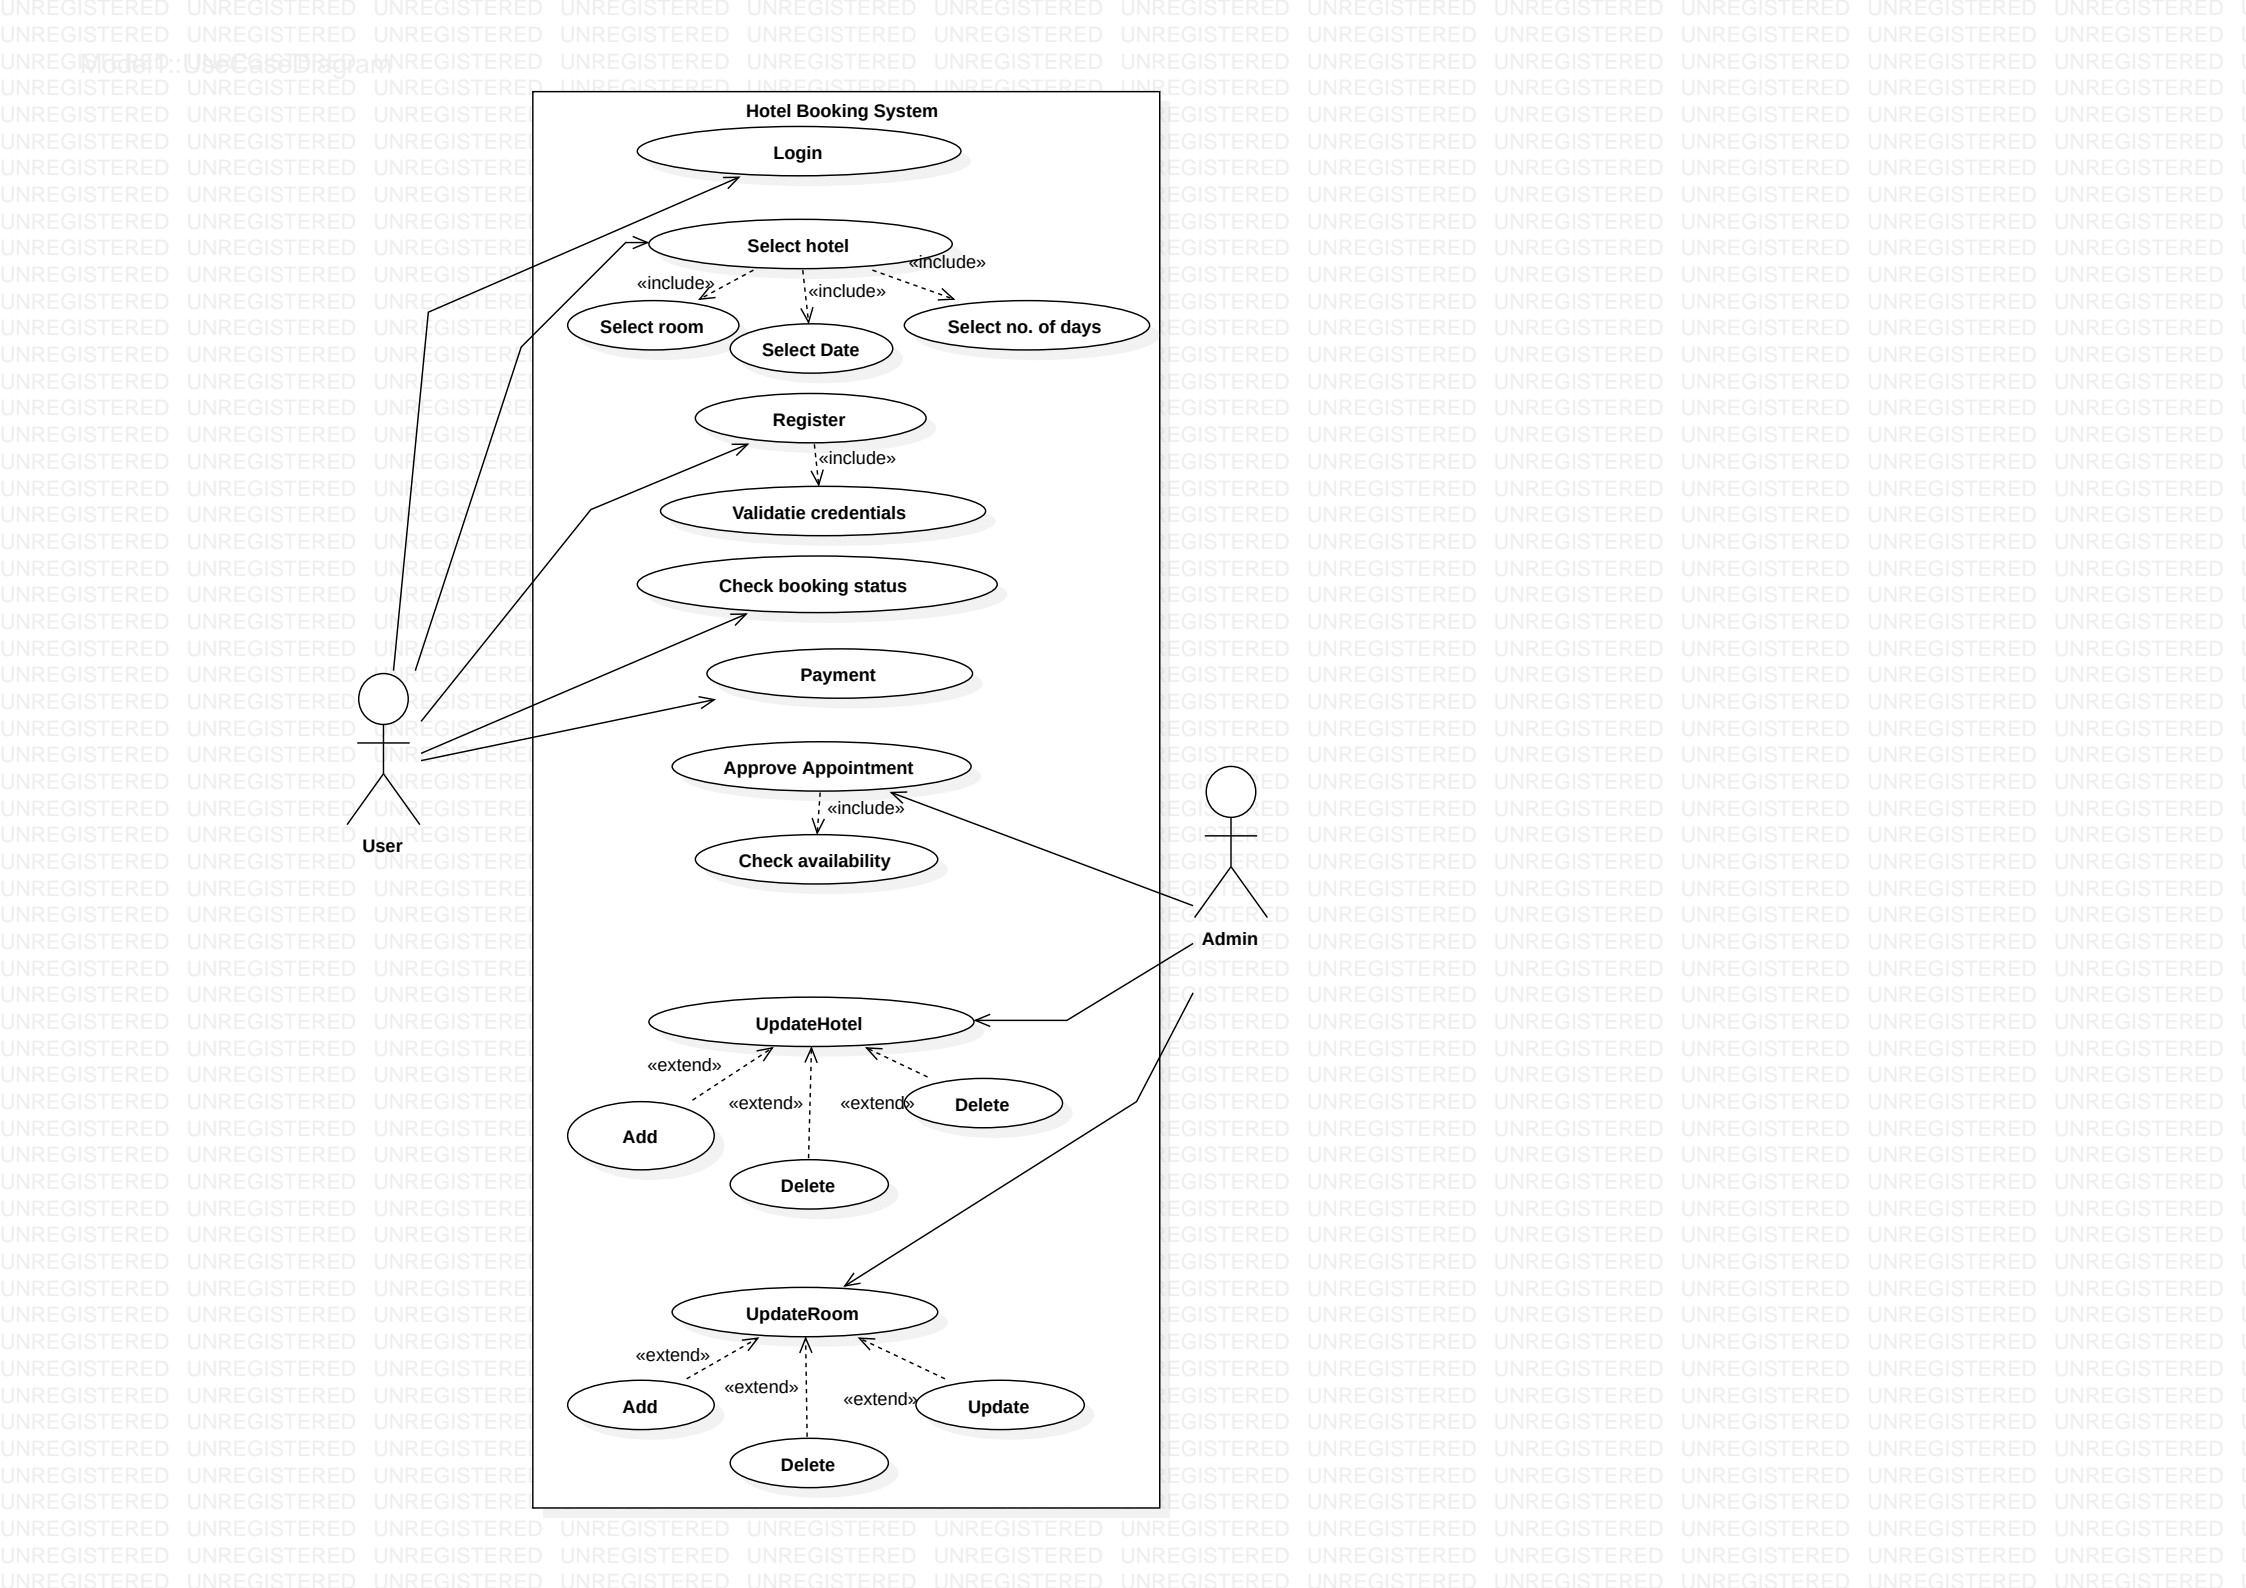 Model1::UseCaseDiagram
Hotel Booking System
Login
Select hotel
«include»
«include»
«include»
Select room
Select Date
Select no. of days
Register
«include»
Validatie credentials
Check booking status
Payment
Approve Appointment
«include»
Check availability
User
Admin
UpdateHotel
«extend»
«extend»
«extend»
Add
Delete
Delete
UpdateRoom
«extend»
«extend»
«extend»
Add
Update
Delete
UNREGISTERED